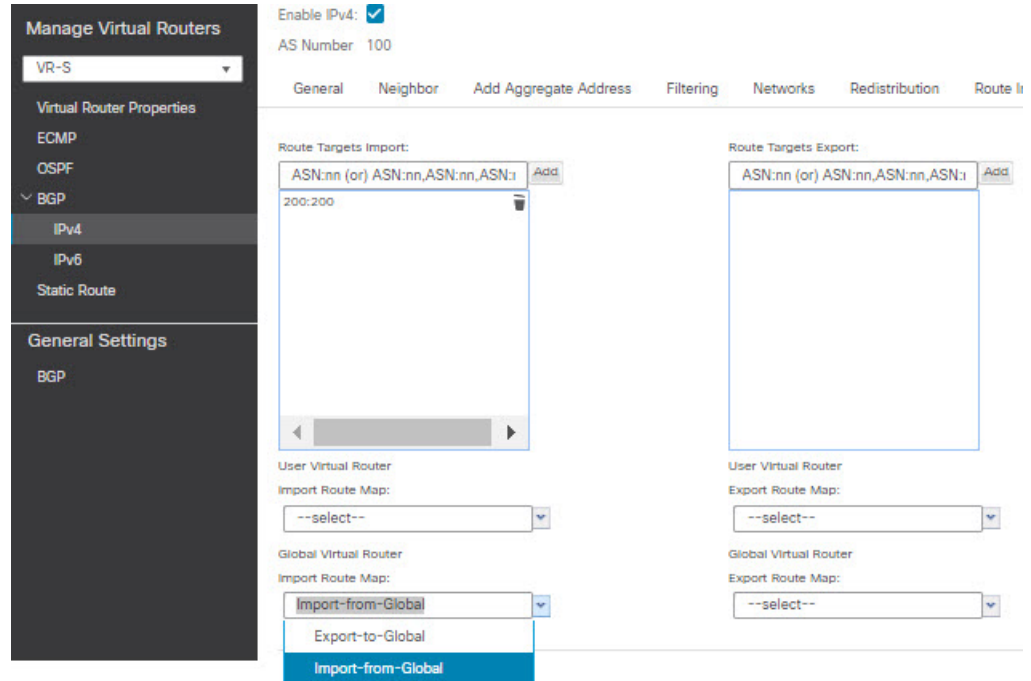 Manage Virtual Routers
VR-S
Virtual Router Properties
ECMP
OSPF
BGP
IPv4
IPv6
Static Route
General Settings
BGP
Enable IPv4:
AS Number 100
General Neighbor Add Aggregate Address Filtering Networks Redistribution Route
Route Targets Import:
ASN:nn (or) ASN:nn,ASN:nn,ASN:
Add
200:200
User Virtual Router
Import Route Map:
--select--
Global Virtual Router
Import Route Map:
Import-from-Global
Export-to-Global
Import-from-Global
Route Targets Export:
ASN:nn (or) ASN:nn,ASN:nn,ASN:
Add
User Virtual Router
Export Route Map:
--select--
Global Virtual Router
Export Route Map:
--select--